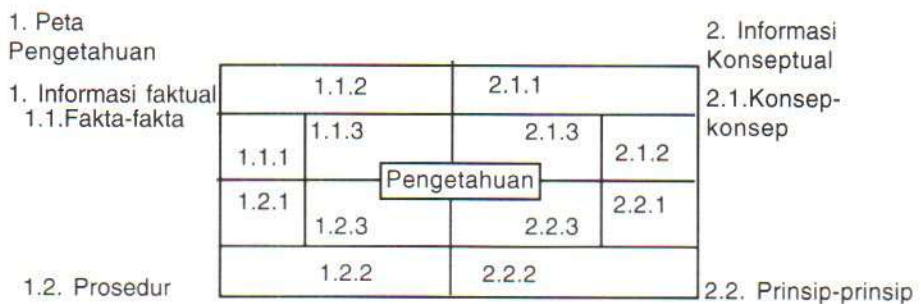 1. Peta
Pengetahuan
2. Informasi
Konseptual
1. Informasi faktual
1.1.Fakta-fakta
2.1.Konsep-
konsep
1.1.2 2.1.1
1.1.1 1.1.3 2.1.3 2.1.2
Pengetahuan
1.2.1 1.2.3 2.2.3 2.2.1
1.2.2 2.2.2
1.2. Prosedur
2.2. Prinsip-prinsip